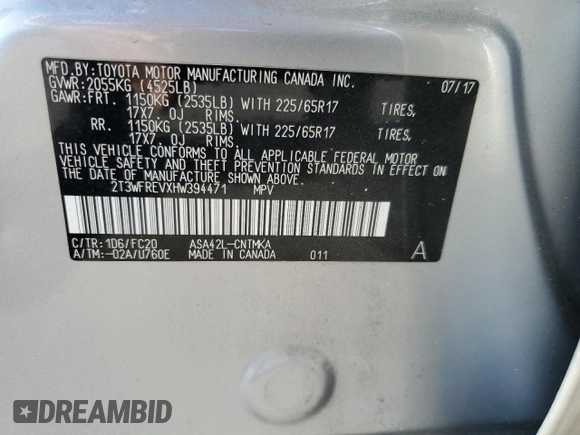 MFD.BY:TOYOTA MOTOR MANUFACTURING CANADA INC. 07/17
GVWR:2055KG (4525LB)
GAWR:FRT. 1150KG (2535LB) WITH 225/65R17 TIRES,
17X7.0J RIMS.
RR. 1150KG (2535LB) WITH 225/65R17 TIRES,
17X7.0J RIMS.
THIS VEHICLE CONFORMS TO ALL APPLICABLE FEDERAL MOTOR
VEHICLE SAFETY AND THEFT PREVENTION STANDARDS IN EFFECT ON
THE DATE OF MANUFACTURE SHOWN ABOVE.
2T3WFREVXHW394471 MPV
C/TR:1D6/FC20 ASA42L-CNTMKA
A/TM:-02A/U760E MADE IN CANADA 011 A
DREAMBID